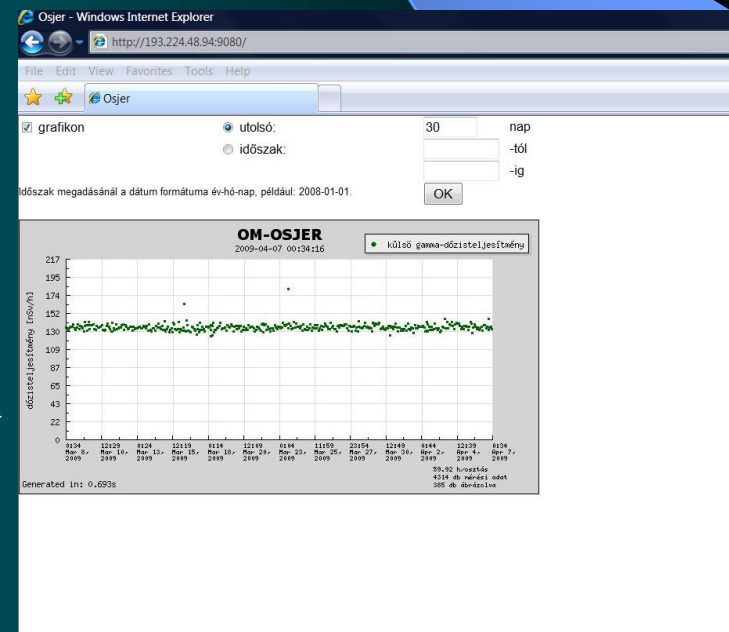 Osjer - Windows Internet Explorer
http://193.224.48.94:9080/
File Edit View Favorites Tools Help
Osjer
grafikon utolsó: 30 nap
időszak: -tól
-ig
Időszak megadásánál a dátum formátuma év-hó-nap, például: 2008-01-01.
OK
OM-OSJER
2009-04-07 00:34:16
külső gamma-dózisteljesítmény
dózisteljesítmény [nSv/h]
217
195
174
152
130
109
87
65
43
22
0
0:34 12:29 0:24 12:19 0:14 12:09 0:04 11:59 23:54 12:49 0:44 12:39 0:34
Mar 8, Mar 10, Mar 13, Mar 15, Mar 18, Mar 20, Mar 23, Mar 25, Mar 27, Mar 30, Apr 2, Apr 4, Apr 7,
2009 2009 2009 2009 2009 2009 2009 2009 2009 2009 2009 2009 2009
59.92 h/osztás
4314 db mérési adat
385 db ábrázolva
Generated in: 0.693s